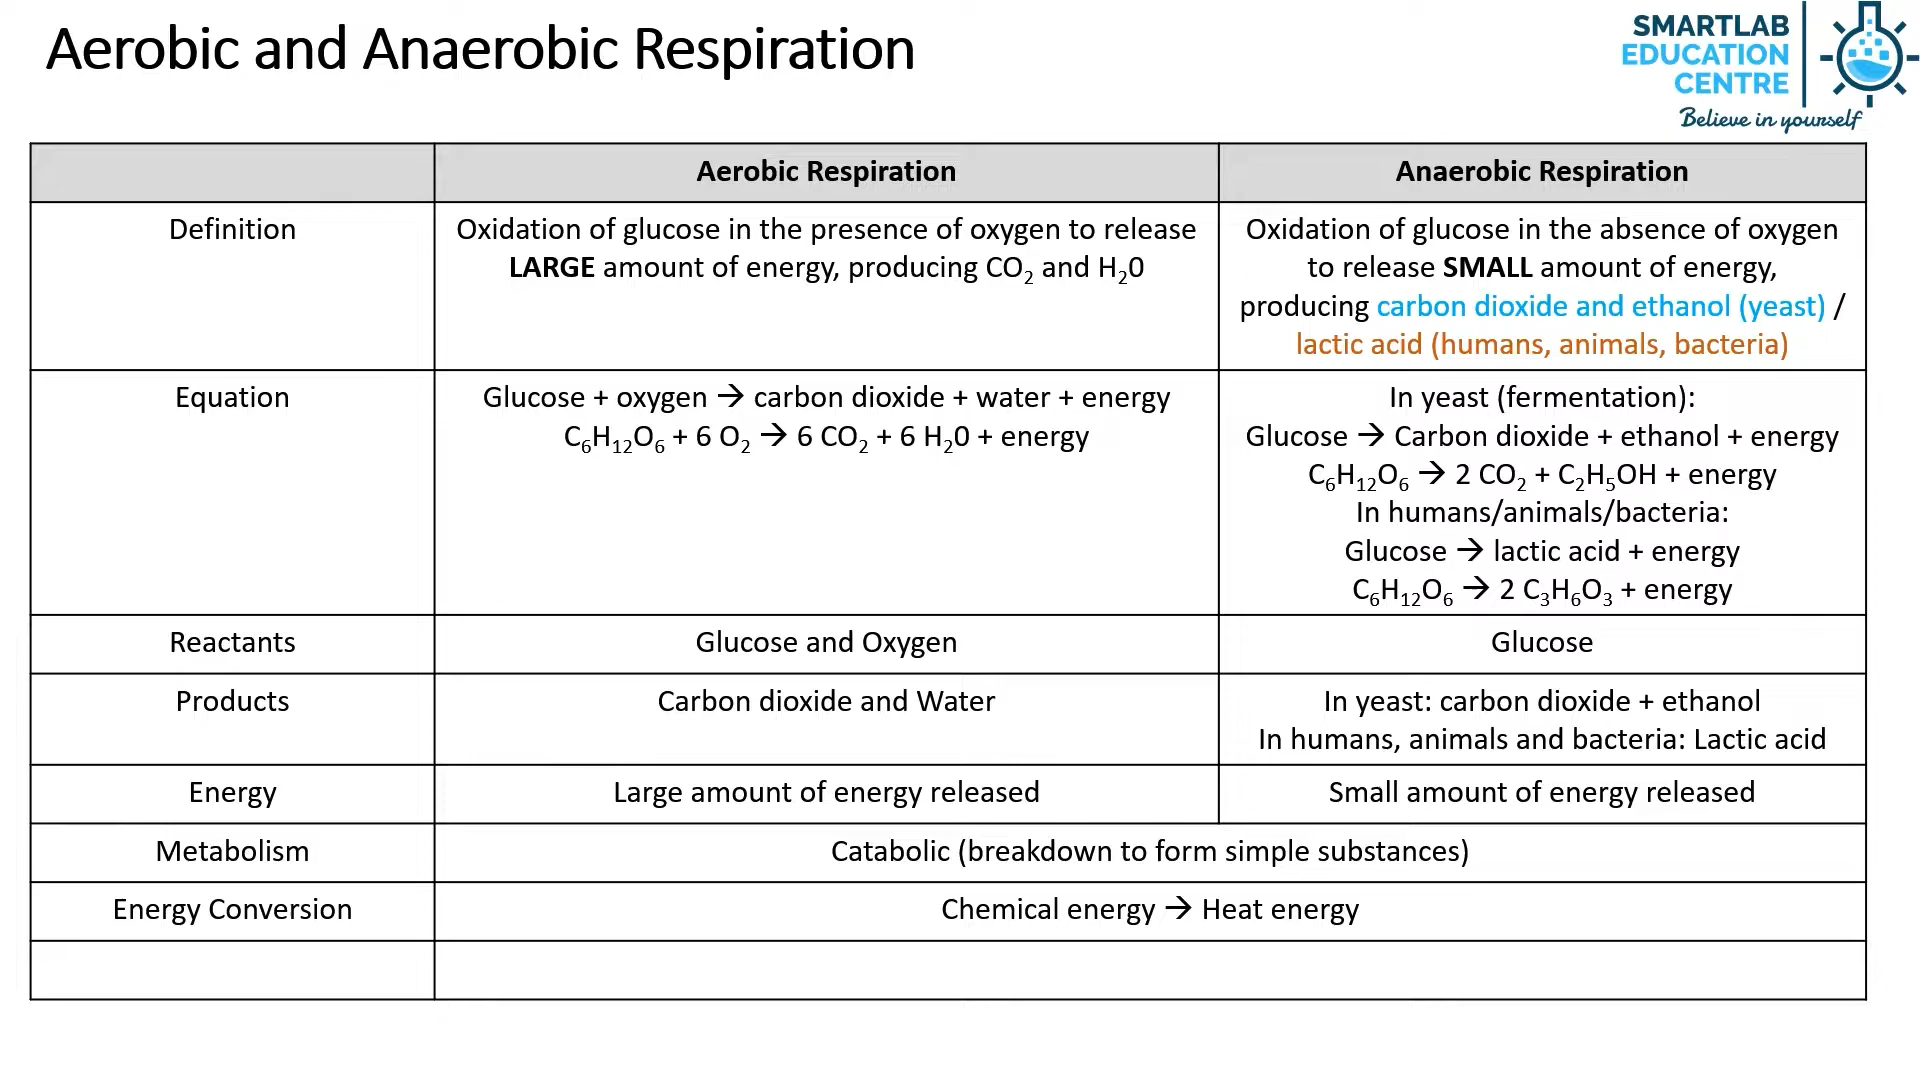 Aerobic and Anaerobic Respiration
SMARTLAB
EDUCATION
CENTRE
Believe in yourself
Aerobic Respiration
Anaerobic Respiration
Definition
Oxidation of glucose in the presence of oxygen to release
LARGE amount of energy, producing CO₂ and H₂0
Oxidation of glucose in the absence of oxygen
to release SMALL amount of energy,
producing carbon dioxide and ethanol (yeast) /
lactic acid (humans, animals, bacteria)
Equation
Glucose + oxygen → carbon dioxide + water + energy
C₆H₁₂O₆ + 6 O₂ → 6 CO₂ + 6 H₂0 + energy
In yeast (fermentation):
Glucose → Carbon dioxide + ethanol + energy
C₆H₁₂O₆ → 2 CO₂ + C₂H₅OH + energy
In humans/animals/bacteria:
Glucose → lactic acid + energy
C₆H₁₂O₆ → 2 C₃H₆O₃ + energy
Reactants
Glucose and Oxygen
Glucose
Products
Carbon dioxide and Water
In yeast: carbon dioxide + ethanol
In humans, animals and bacteria: Lactic acid
Energy
Large amount of energy released
Small amount of energy released
Metabolism
Catabolic (breakdown to form simple substances)
Energy Conversion
Chemical energy → Heat energy